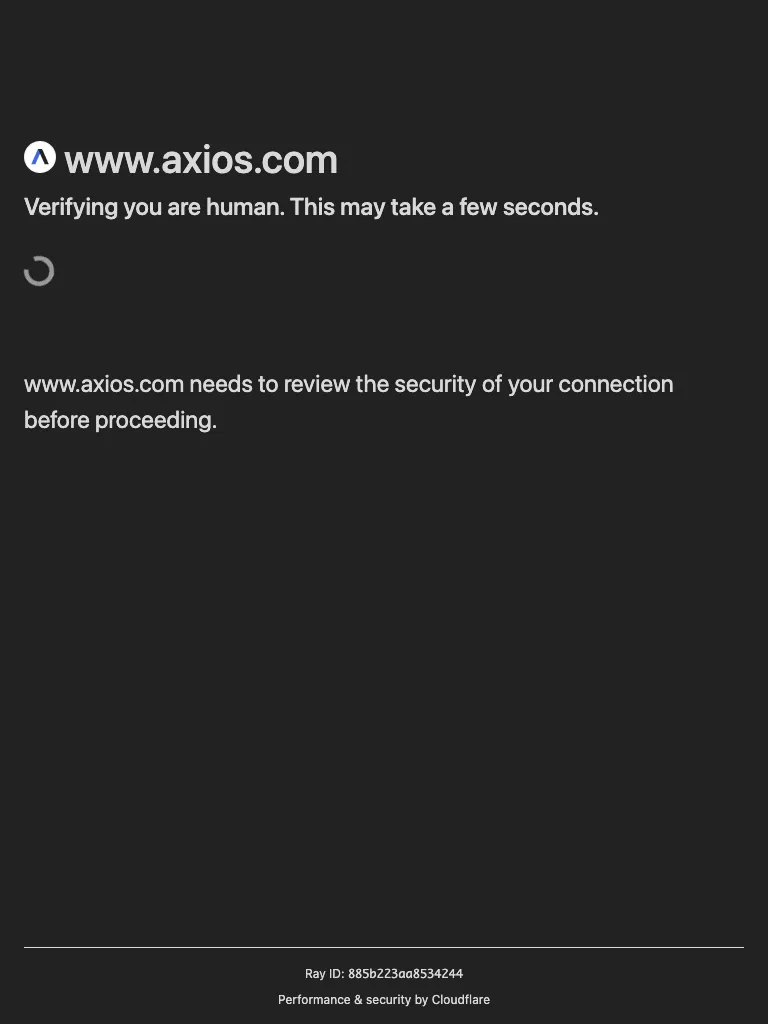 www.axios.com
Verifying you are human. This may take a few seconds.
www.axios.com needs to review the security of your connection
before proceeding.
Ray ID: 885b223aa8534244
Performance & security by Cloudflare